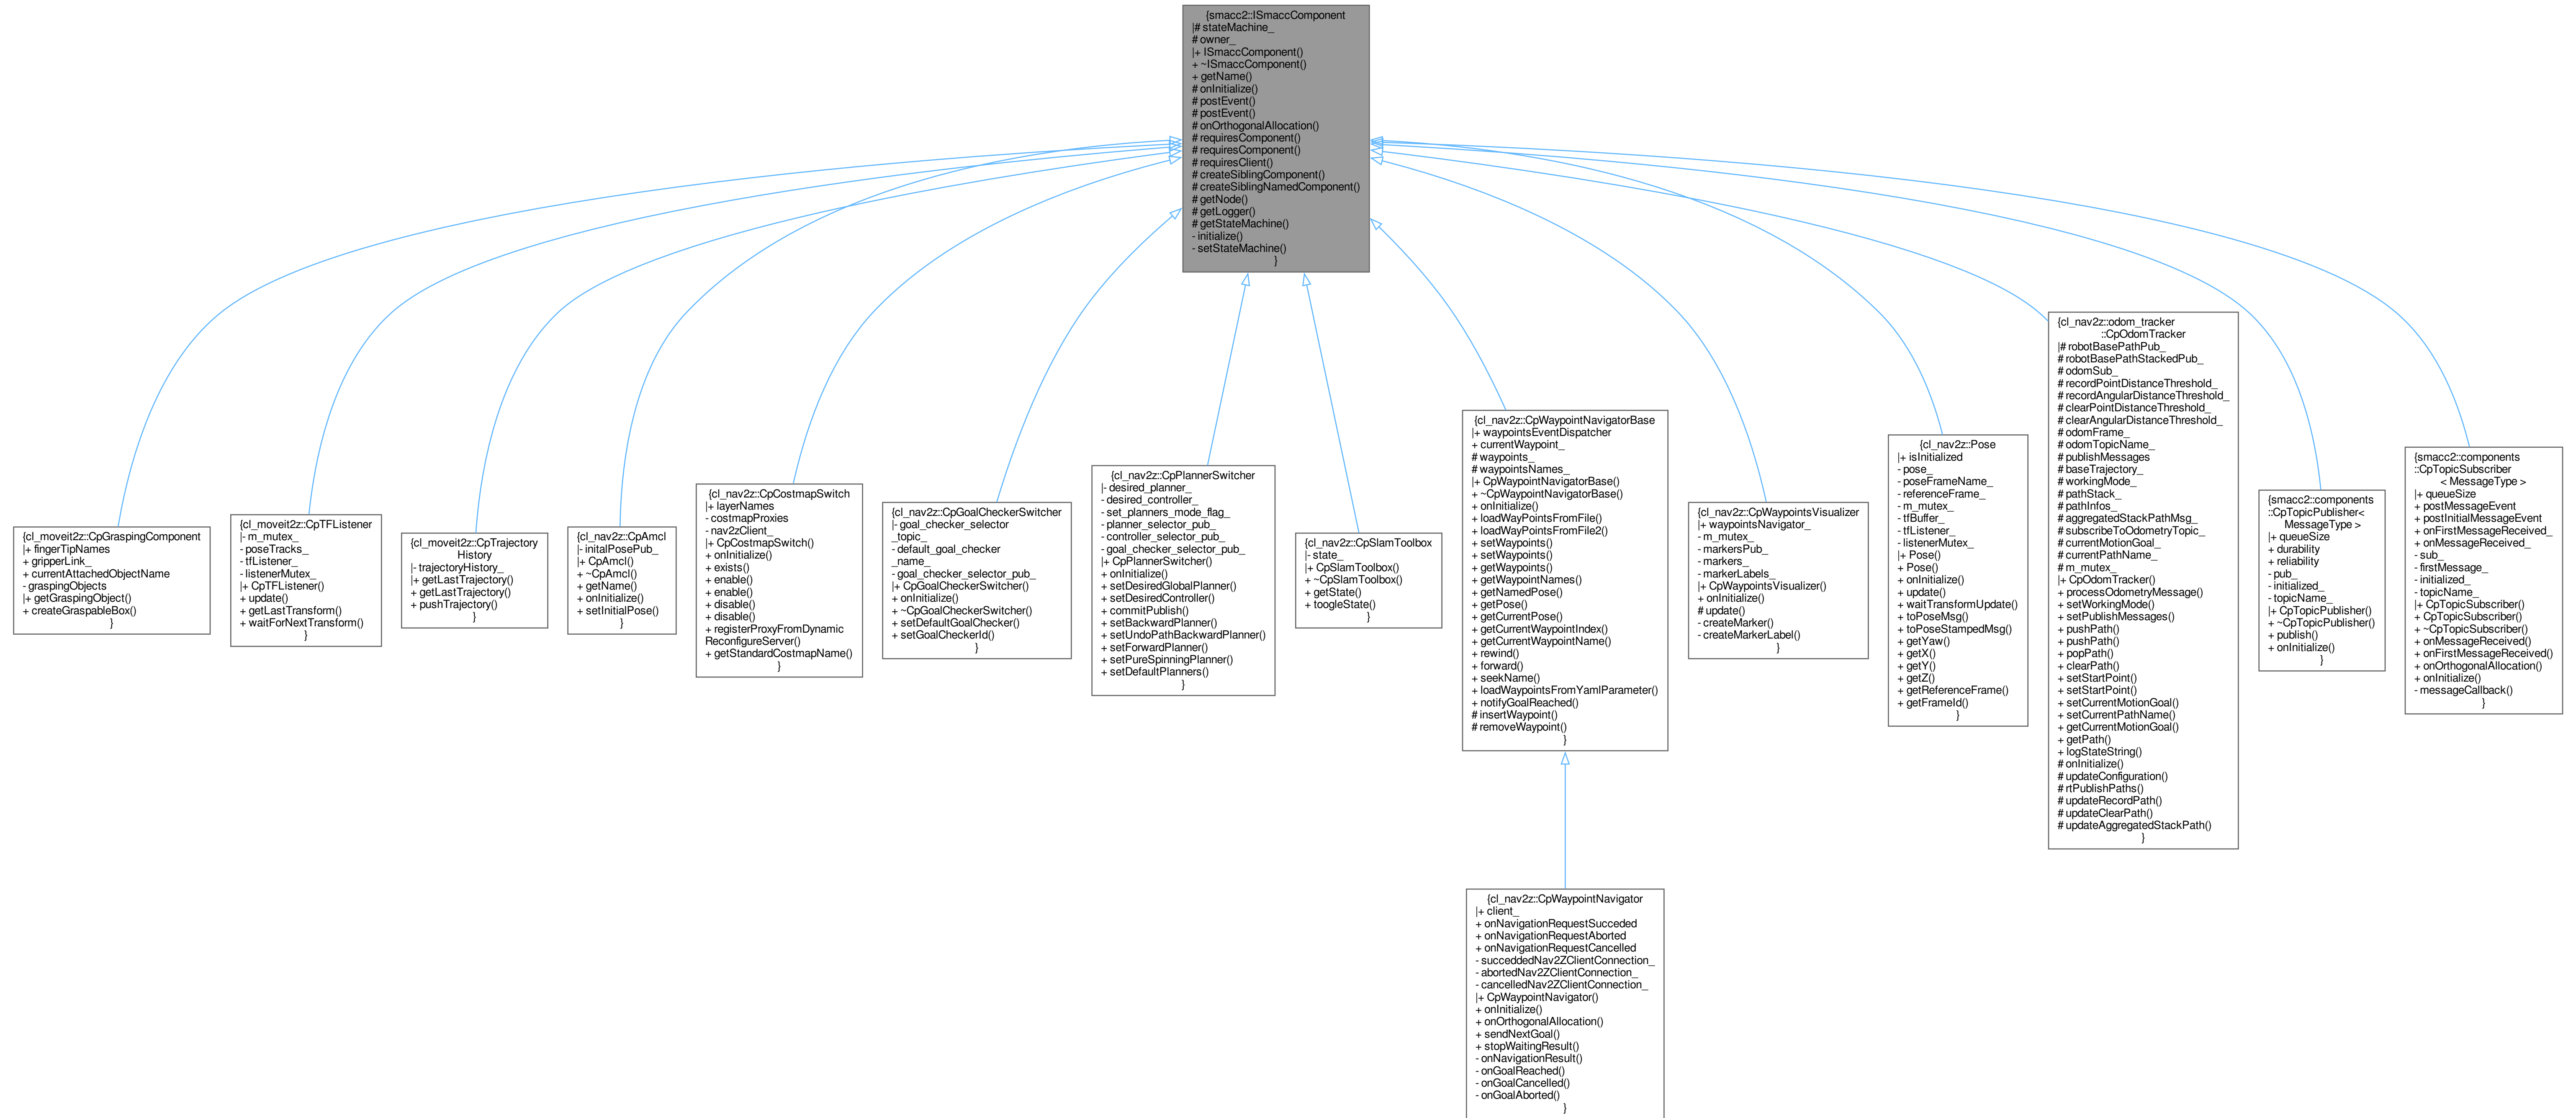 {smacc2::ISmaccComponent
|# stateMachine_
# owner_
|+ ISmaccComponent()
+ ~ISmaccComponent()
+ getName()
# onInitialize()
# postEvent()
# postEvent()
# onOrthogonalAllocation()
# requiresComponent()
# requiresComponent()
# requiresClient()
# createSiblingComponent()
# createSiblingNamedComponent()
# getNode()
# getLogger()
# getStateMachine()
- initialize()
- setStateMachine()
}
{cl_moveit2z::CpGraspingComponent
|+ fingerTipNames
+ gripperLink_
+ currentAttachedObjectName
- graspingObjects
|+ getGraspingObject()
+ createGraspableBox()
}
{cl_moveit2z::CpTFListener
|- m_mutex_
- poseTracks_
- tfListener_
- listenerMutex_
|+ CpTFListener()
+ update()
+ getLastTransform()
+ waitForNextTransform()
}
{cl_moveit2z::CpTrajectory
History
|- trajectoryHistory_
|+ getLastTrajectory()
+ getLastTrajectory()
+ pushTrajectory()
}
{cl_nav2z::CpAmcl
|- initalPosePub_
|+ CpAmcl()
+ ~CpAmcl()
+ getName()
+ onInitialize()
+ setInitialPose()
}
{cl_nav2z::CpCostmapSwitch
|+ layerNames
- costmapProxies
- nav2zClient_
|+ CpCostmapSwitch()
+ onInitialize()
+ exists()
+ enable()
+ enable()
+ disable()
+ disable()
+ registerProxyFromDynamic
ReconfigureServer()
+ getStandardCostmapName()
}
{cl_nav2z::CpGoalCheckerSwitcher
|- goal_checker_selector
_topic_
- default_goal_checker
_name_
- goal_checker_selector_pub_
|+ CpGoalCheckerSwitcher()
+ onInitialize()
+ ~CpGoalCheckerSwitcher()
+ setDefaultGoalChecker()
+ setGoalCheckerId()
}
{cl_nav2z::CpPlannerSwitcher
|- desired_planner_
- desired_controller_
- set_planners_mode_flag_
- planner_selector_pub_
- controller_selector_pub_
- goal_checker_selector_pub_
|+ CpPlannerSwitcher()
+ onInitialize()
+ setDesiredGlobalPlanner()
+ setDesiredController()
+ commitPublish()
+ setBackwardPlanner()
+ setUndoPathBackwardPlanner()
+ setForwardPlanner()
+ setPureSpinningPlanner()
+ setDefaultPlanners()
}
{cl_nav2z::CpSlamToolbox
|- state_
|+ CpSlamToolbox()
+ ~CpSlamToolbox()
+ getState()
+ toogleState()
}
{cl_nav2z::CpWaypointNavigatorBase
|+ waypointsEventDispatcher
+ currentWaypoint_
# waypoints_
# waypointsNames_
|+ CpWaypointNavigatorBase()
+ ~CpWaypointNavigatorBase()
+ onInitialize()
+ loadWayPointsFromFile()
+ loadWayPointsFromFile2()
+ setWaypoints()
+ setWaypoints()
+ getWaypoints()
+ getWaypointNames()
+ getNamedPose()
+ getPose()
+ getCurrentPose()
+ getCurrentWaypointIndex()
+ getCurrentWaypointName()
+ rewind()
+ forward()
+ seekName()
+ loadWaypointsFromYamlParameter()
+ notifyGoalReached()
# insertWaypoint()
# removeWaypoint()
}
{cl_nav2z::CpWaypointNavigator
|+ client_
+ onNavigationRequestSucceded
+ onNavigationRequestAborted
+ onNavigationRequestCancelled
- succeddedNav2ZClientConnection_
- abortedNav2ZClientConnection_
- cancelledNav2ZClientConnection_
|+ CpWaypointNavigator()
+ onInitialize()
+ onOrthogonalAllocation()
+ sendNextGoal()
+ stopWaitingResult()
- onNavigationResult()
- onGoalReached()
- onGoalCancelled()
- onGoalAborted()
}
{cl_nav2z::CpWaypointsVisualizer
|+ waypointsNavigator_
- m_mutex_
- markersPub_
- markers_
- markerLabels_
|+ CpWaypointsVisualizer()
+ onInitialize()
# update()
- createMarker()
- createMarkerLabel()
}
{cl_nav2z::Pose
|+ isInitialized
- pose_
- poseFrameName_
- referenceFrame_
- m_mutex_
- tfBuffer_
- tfListener_
- listenerMutex_
|+ Pose()
+ Pose()
+ onInitialize()
+ update()
+ waitTransformUpdate()
+ toPoseMsg()
+ toPoseStampedMsg()
+ getYaw()
+ getX()
+ getY()
+ getZ()
+ getReferenceFrame()
+ getFrameId()
}
{cl_nav2z::odom_tracker
::CpOdomTracker
|# robotBasePathPub_
# robotBasePathStackedPub_
# odomSub_
# recordPointDistanceThreshold_
# recordAngularDistanceThreshold_
# clearPointDistanceThreshold_
# clearAngularDistanceThreshold_
# odomFrame_
# odomTopicName_
# publishMessages
# baseTrajectory_
# workingMode_
# pathStack_
# pathInfos_
# aggregatedStackPathMsg_
# subscribeToOdometryTopic_
# currentMotionGoal_
# currentPathName_
# m_mutex_
|+ CpOdomTracker()
+ processOdometryMessage()
+ setWorkingMode()
+ setPublishMessages()
+ pushPath()
+ pushPath()
+ popPath()
+ clearPath()
+ setStartPoint()
+ setStartPoint()
+ setCurrentMotionGoal()
+ setCurrentPathName()
+ getCurrentMotionGoal()
+ getPath()
+ logStateString()
# onInitialize()
# updateConfiguration()
# rtPublishPaths()
# updateRecordPath()
# updateClearPath()
# updateAggregatedStackPath()
}
{smacc2::components
::CpTopicPublisher<
MessageType >
|+ queueSize
+ durability
+ reliability
- pub_
- initialized_
- topicName_
|+ CpTopicPublisher()
+ ~CpTopicPublisher()
+ publish()
+ onInitialize()
}
{smacc2::components
::CpTopicSubscriber
< MessageType >
|+ queueSize
+ postMessageEvent
+ postInitialMessageEvent
+ onFirstMessageReceived_
+ onMessageReceived_
- sub_
- firstMessage_
- initialized_
- topicName_
|+ CpTopicSubscriber()
+ CpTopicSubscriber()
+ ~CpTopicSubscriber()
+ onMessageReceived()
+ onFirstMessageReceived()
+ onOrthogonalAllocation()
+ onInitialize()
- messageCallback()
}